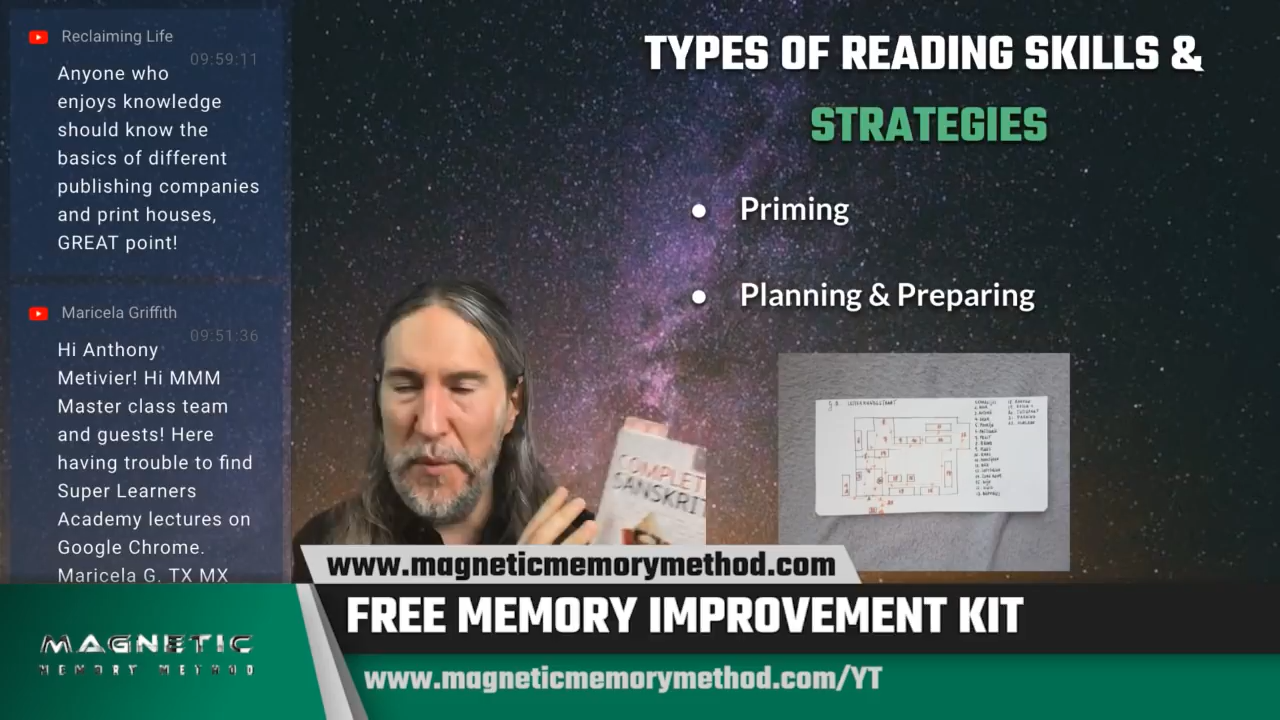 Reclaiming Life
09:59:11
Anyone who
enjoys knowledge
should know the
basics of different
publishing companies
and print houses,
GREAT point!
Maricela Griffith
09:51:36
Hi Anthony
Metivier! Hi MMM
Master class team
and guests! Here
having trouble to find
Super Learners
Academy lectures on
Google Chrome.
Maricela G. TX MX
TYPES OF READING SKILLS &
STRATEGIES
• Priming
• Planning & Preparing
COMPLET
SANSKRIT
www.magneticmemorymethod.com
FREE MEMORY IMPROVEMENT KIT
MAGNETIC
MEMORY METHOD
www.magneticmemorymethod.com/YT